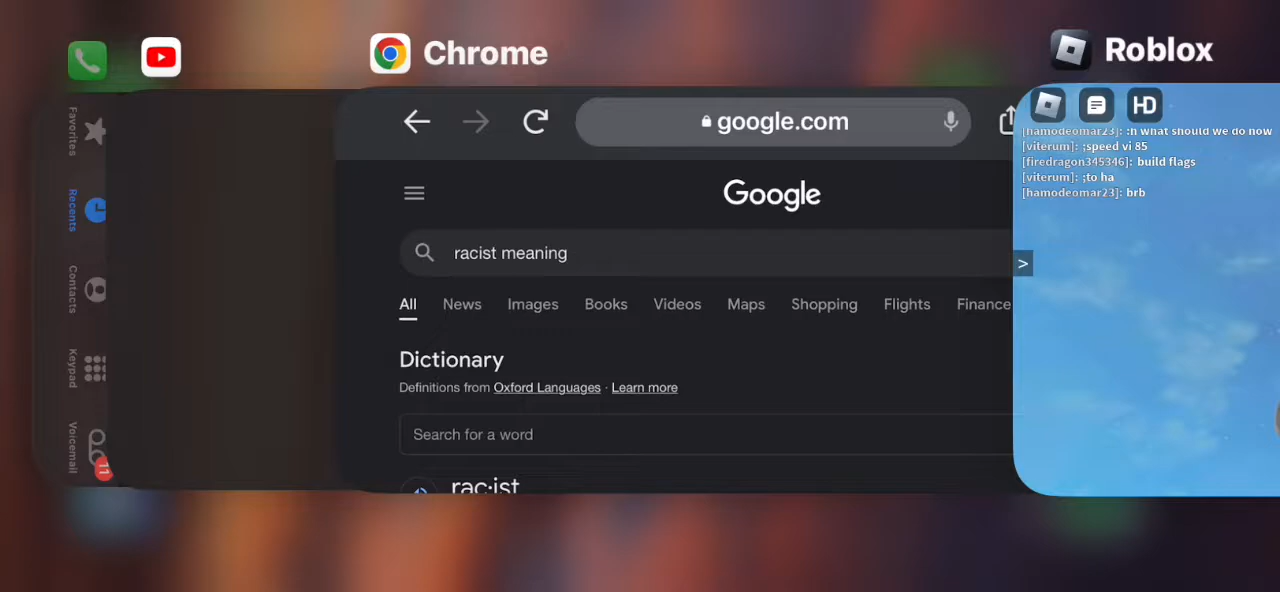 Chrome
Roblox
Favorites
Recents
Contacts
Keypad
Voicemail
11
google.com
Google
racist meaning
All News Images Books Videos Maps Shopping Flights Finance
Dictionary
Definitions from Oxford Languages · Learn more
Search for a word
rac·ist
HD
[hamodeomar23]: :h what should we do now
[viterum]: ;speed vi 85
[firedragon345346]: build flags
[viterum]: ;to ha
[hamodeomar23]: brb
>